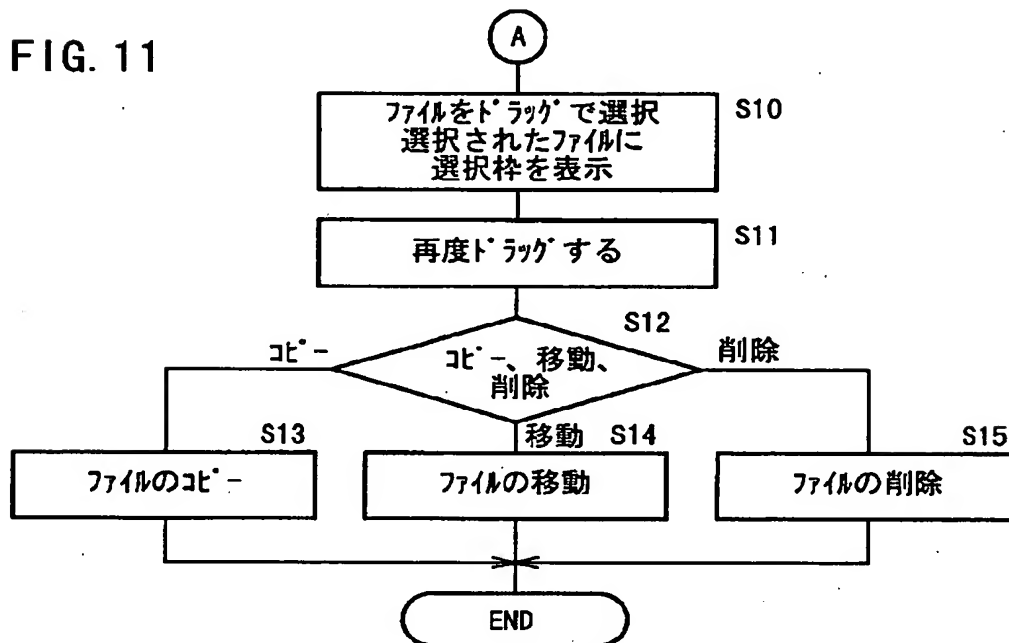 FIG. 11
A
ファイルをドラッグで選択
選択されたファイルに
選択枠を表示
S10
再度ドラッグする
S11
S12
コピー
コピー、移動、
削除
削除
移動
S13
S14
S15
ファイルのコピー
ファイルの移動
ファイルの削除
END